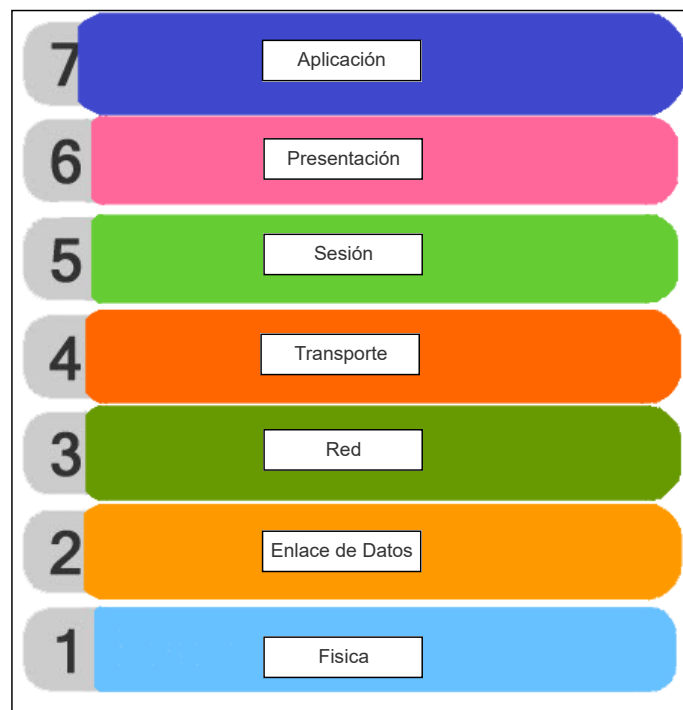 7 Aplicación
6 Presentación
5 Sesión
4 Transporte
3 Red
2 Enlace de Datos
1 Fisica